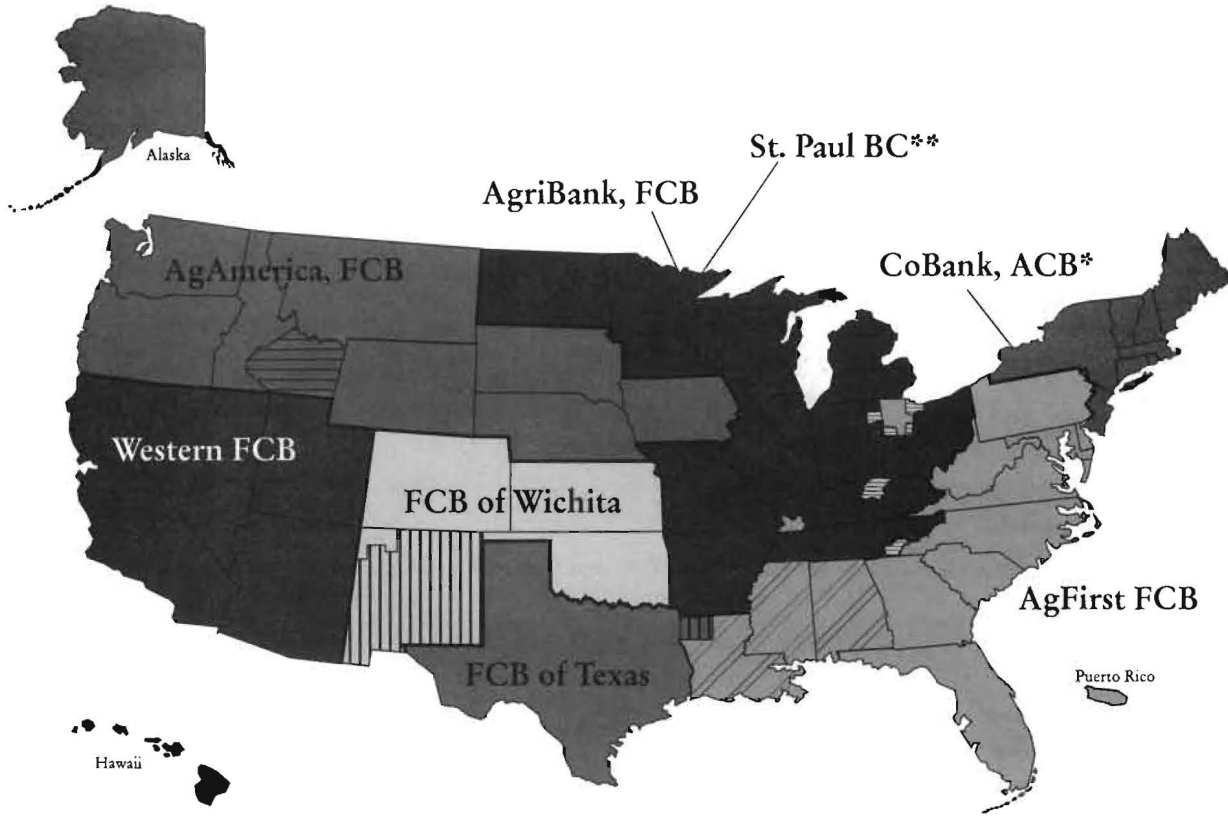 Alaska
St. Paul BC**
AgriBank, FCB
CoBank, ACB*
AgAmerica, FCB
Western FCB
FCB of Wichita
AgFirst FCB
FCB of Texas
Puerto Rico
Hawaii